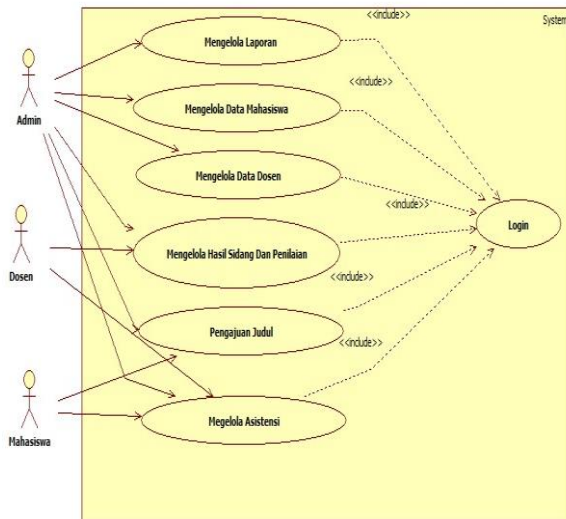 <<include>>
System
Mengelola Laporan
Admin
<<include>>
Mengelola Data Mahasiswa
Mengelola Data Dosen
<<include>>
Login
Dosen
Mengelola Hasil Sidang Dan Penilaian
<<include>>
Pengajuan Judul
<<include>>
Mahasiswa
Megelola Asistensi